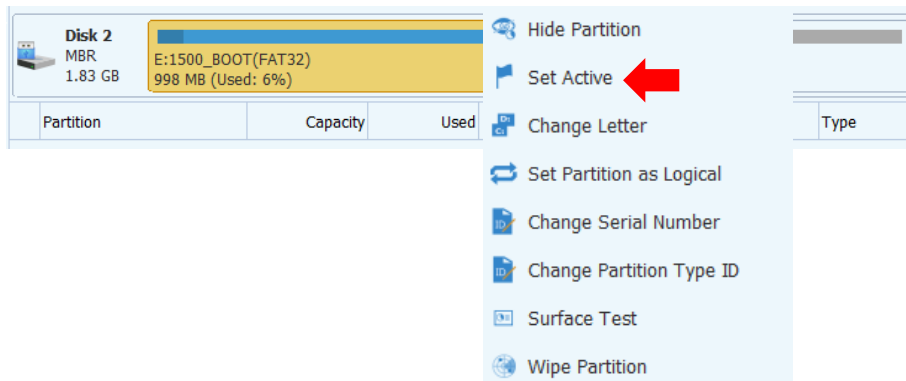 Disk 2
MBR
1.83 GB
E:1500_BOOT(FAT32)
998 MB (Used: 6%)
Partition Capacity Used Type
Hide Partition
Set Active
Change Letter
Set Partition as Logical
Change Serial Number
Change Partition Type ID
Surface Test
Wipe Partition